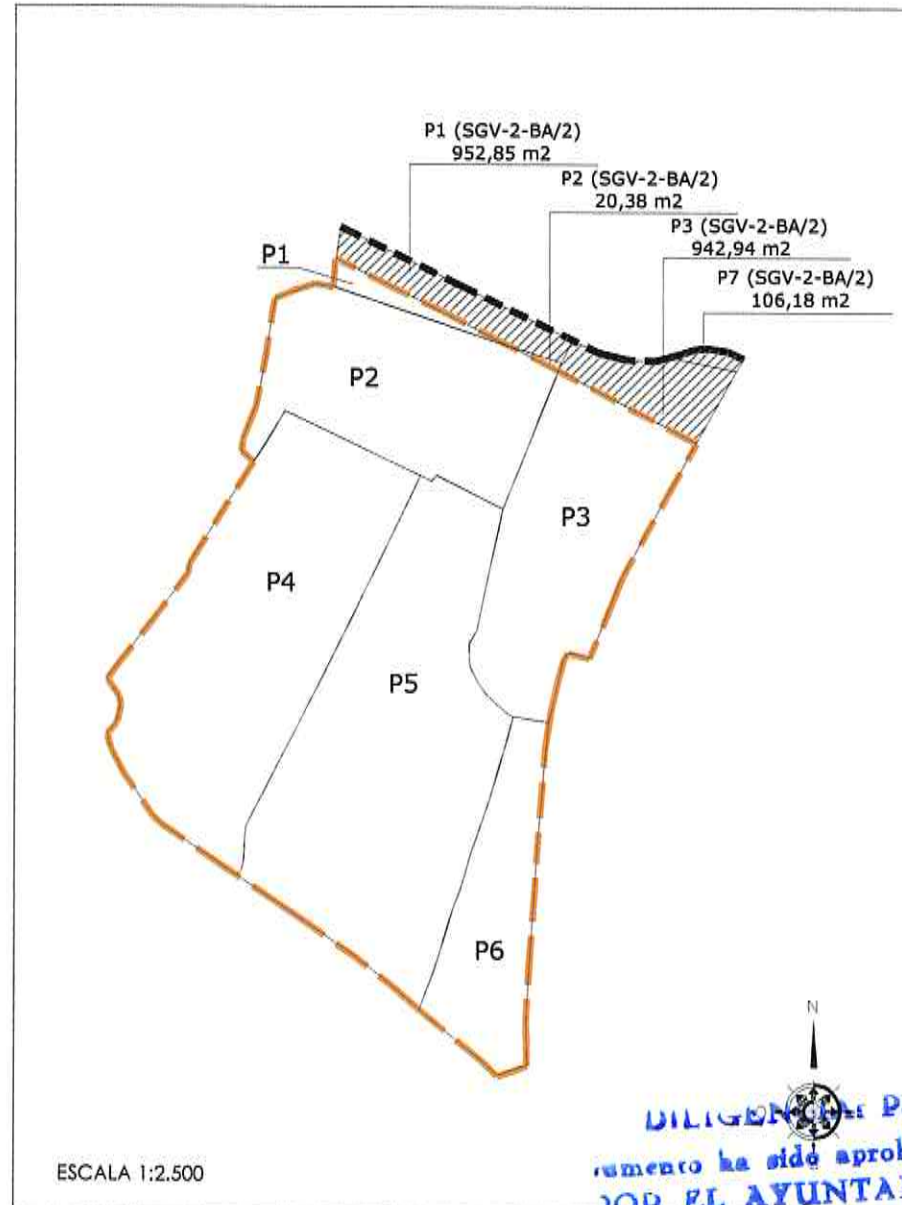 P1 (SGV-2-BA/2)
952,85 m2
P2 (SGV-2-BA/2)
20,38 m2
P3 (SGV-2-BA/2)
942,94 m2
P7 (SGV-2-BA/2)
106,18 m2
P1
P2
P3
P4
P5
P6
N
ESCALA 1:2.500
ha sido
EL